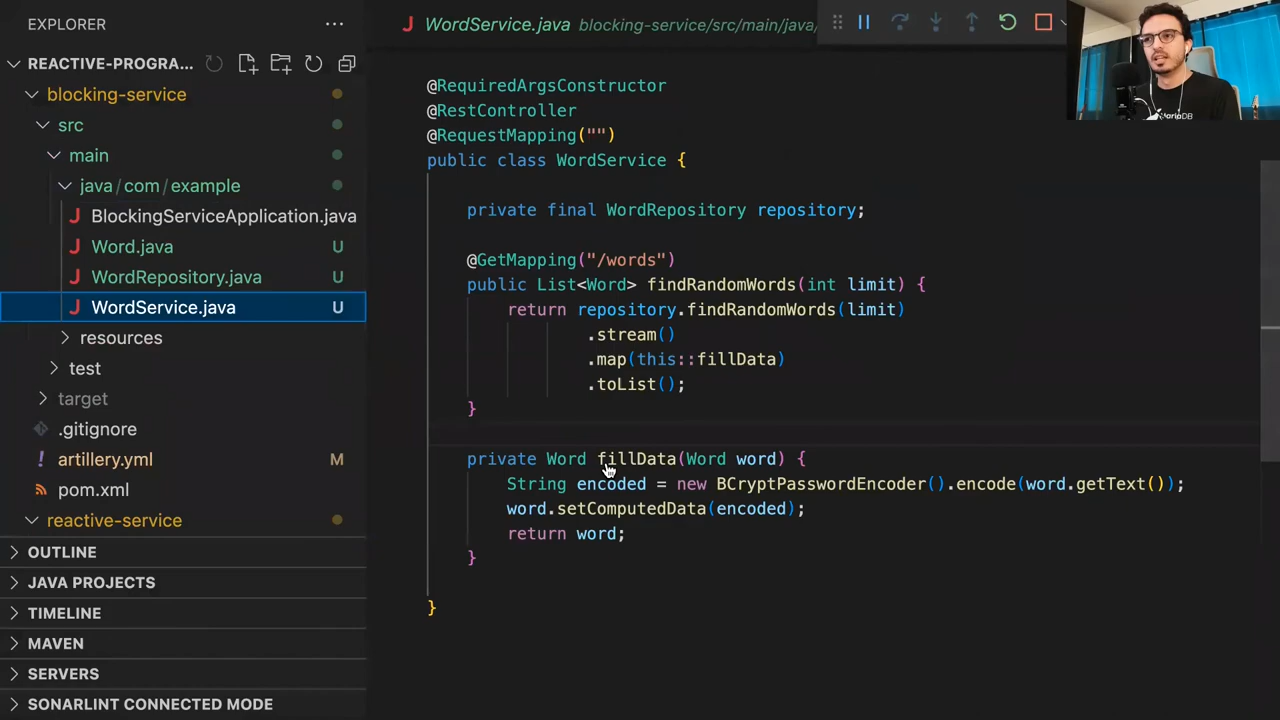 EXPLORER
REACTIVE-PROGRA...
blocking-service
src
main
java/com/example
BlockingServiceApplication.java
Word.java U
WordRepository.java U
WordService.java U
resources
test
target
.gitignore
artillery.yml M
pom.xml
reactive-service
OUTLINE
JAVA PROJECTS
TIMELINE
MAVEN
SERVERS
SONARLINT CONNECTED MODE
WordService.java blocking-service/src/main/java/
@RequiredArgsConstructor
@RestController
@RequestMapping("")
public class WordService {
private final WordRepository repository;
@GetMapping("/words")
public List<Word> findRandomWords(int limit) {
return repository.findRandomWords(limit)
.stream()
.map(this::fillData)
.toList();
}
private Word fillData(Word word) {
String encoded = new BCryptPasswordEncoder().encode(word.getText());
word.setComputedData(encoded);
return word;
}
}
MariaDB